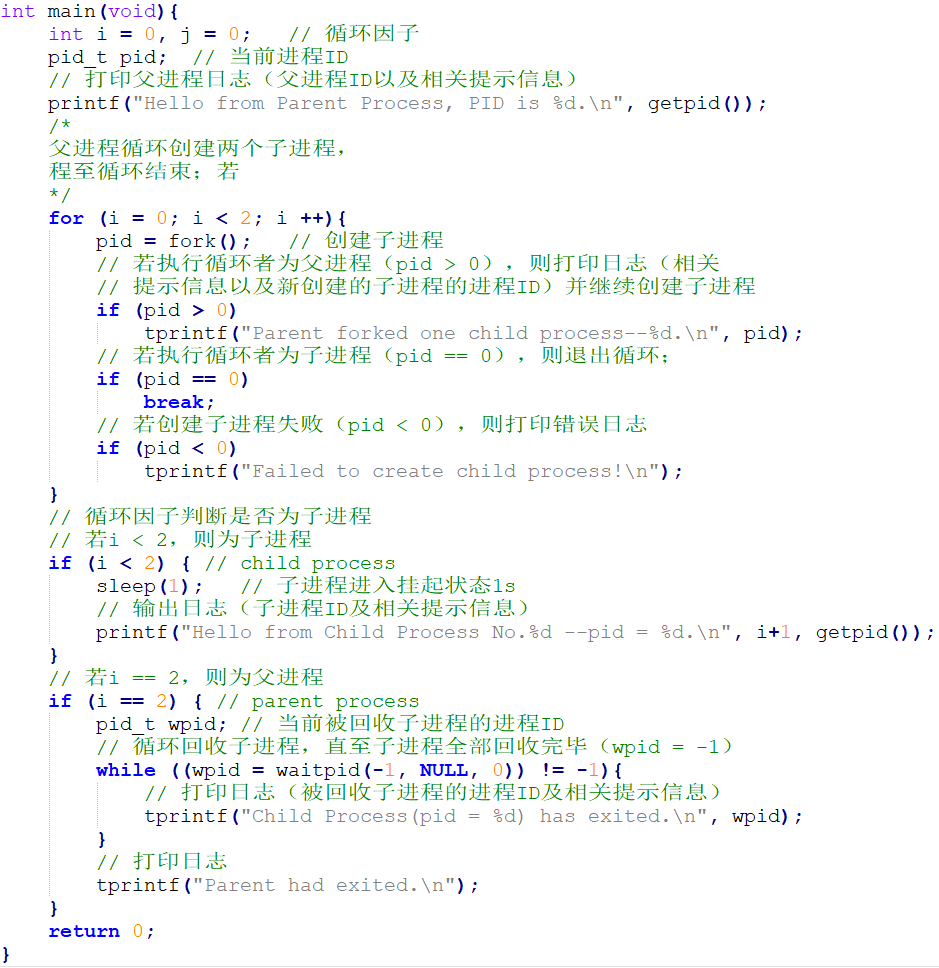 int main(void){
    int i = 0, j = 0;   // 循环因子
    pid_t pid;  // 当前进程ID
    // 打印父进程日志（父进程ID以及相关提示信息）
    printf("Hello from Parent Process, PID is %d.\n", getpid());
    /*
    父进程循环创建两个子进程，
    程至循环结束；若
    */
    for (i = 0; i < 2; i ++){
        pid = fork();   // 创建子进程
        // 若执行循环者为父进程（pid > 0），则打印日志（相关
        // 提示信息以及新创建的子进程的进程ID）并继续创建子进程
        if (pid > 0)
            tprintf("Parent forked one child process--%d.\n", pid);
        // 若执行循环者为子进程（pid == 0），则退出循环；
        if (pid == 0)
            break;
        // 若创建子进程失败（pid < 0），则打印错误日志
        if (pid < 0)
            tprintf("Failed to create child process!\n");
    }
    // 循环因子判断是否为子进程
    // 若i < 2，则为子进程
    if (i < 2) { // child process
        sleep(1);   // 子进程进入挂起状态1s
        // 输出日志（子进程ID及相关提示信息）
        printf("Hello from Child Process No.%d --pid = %d.\n", i+1, getpid());
    }
    // 若i == 2，则为父进程
    if (i == 2) { // parent process
        pid_t wpid; // 当前被回收子进程的进程ID
        // 循环回收子进程，直至子进程全部回收完毕（wpid = -1）
        while ((wpid = waitpid(-1, NULL, 0)) != -1){
            // 打印日志（被回收子进程的进程ID及相关提示信息）
            tprintf("Child Process(pid = %d) has exited.\n", wpid);
        }
        // 打印日志
        tprintf("Parent had exited.\n");
    }
    return 0;
}